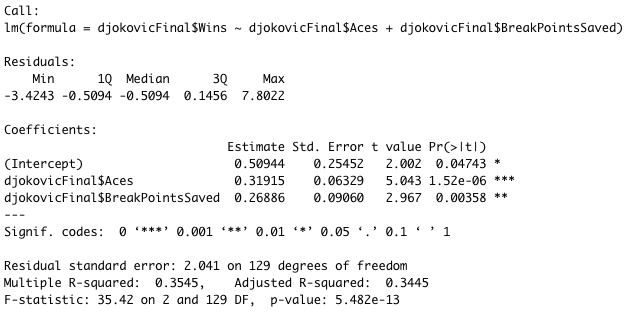 Call:
lm(formula = djokovicFinal$Wins ~ djokovicFinal$Aces + djokovicFinal$BreakPointsSaved)
Residuals:
Min 1Q Median 3Q Max
-3.4243 -0.5094 -0.5094 0.1456 7.8022
Coefficients:
Estimate Std. Error t value Pr(>|t|)
(Intercept) 0.50944 0.25452 2.002 0.04743 *
djokovicFinal$Aces 0.31915 0.06329 5.043 1.52e-06 ***
djokovicFinal$BreakPointsSaved 0.26886 0.09060 2.967 0.00358 **
---
Signif. codes: 0 ‘***’ 0.001 ‘**’ 0.01 ‘*’ 0.05 ‘.’ 0.1 ‘ ’ 1
Residual standard error: 2.041 on 129 degrees of freedom
Multiple R-squared: 0.3545, Adjusted R-squared: 0.3445
F-statistic: 35.42 on 2 and 129 DF, p-value: 5.482e-13